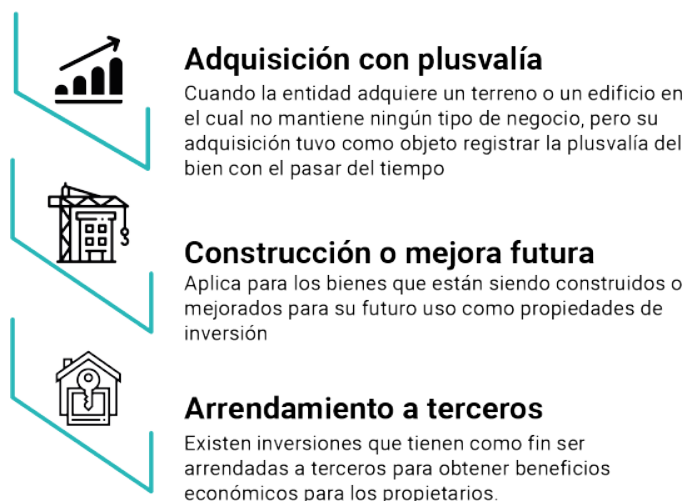 Adquisición con plusvalía
Cuando la entidad adquiere un terreno o un edificio en
el cual no mantiene ningún tipo de negocio, pero su
adquisición tuvo como objeto registrar la plusvalía del
bien con el pasar del tiempo
Construcción o mejora futura
Aplica para los bienes que están siendo construidos o
mejorados para su futuro uso como propiedades de
inversión
Arrendamiento a terceros
Existen inversiones que tienen como fin ser
arrendadas a terceros para obtener beneficios
económicos para los propietarios.